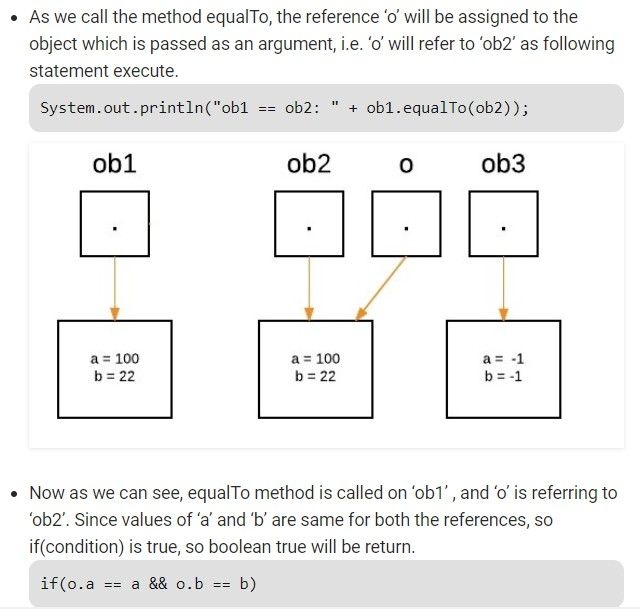 As we call the method equalTo, the reference ‘o’ will be assigned to the
object which is passed as an argument, i.e. ‘o’ will refer to ‘ob2’ as following
statement execute.
System.out.println("ob1 == ob2: " + ob1.equalTo(ob2));
ob1 ob2 o ob3
a = 100 a = 100 a = -1
b = 22 b = 22 b = -1
Now as we can see, equalTo method is called on ‘ob1’ , and ‘o’ is referring to
‘ob2’. Since values of ‘a’ and ‘b’ are same for both the references, so
if(condition) is true, so boolean true will be return.
if(o.a == a && o.b == b)